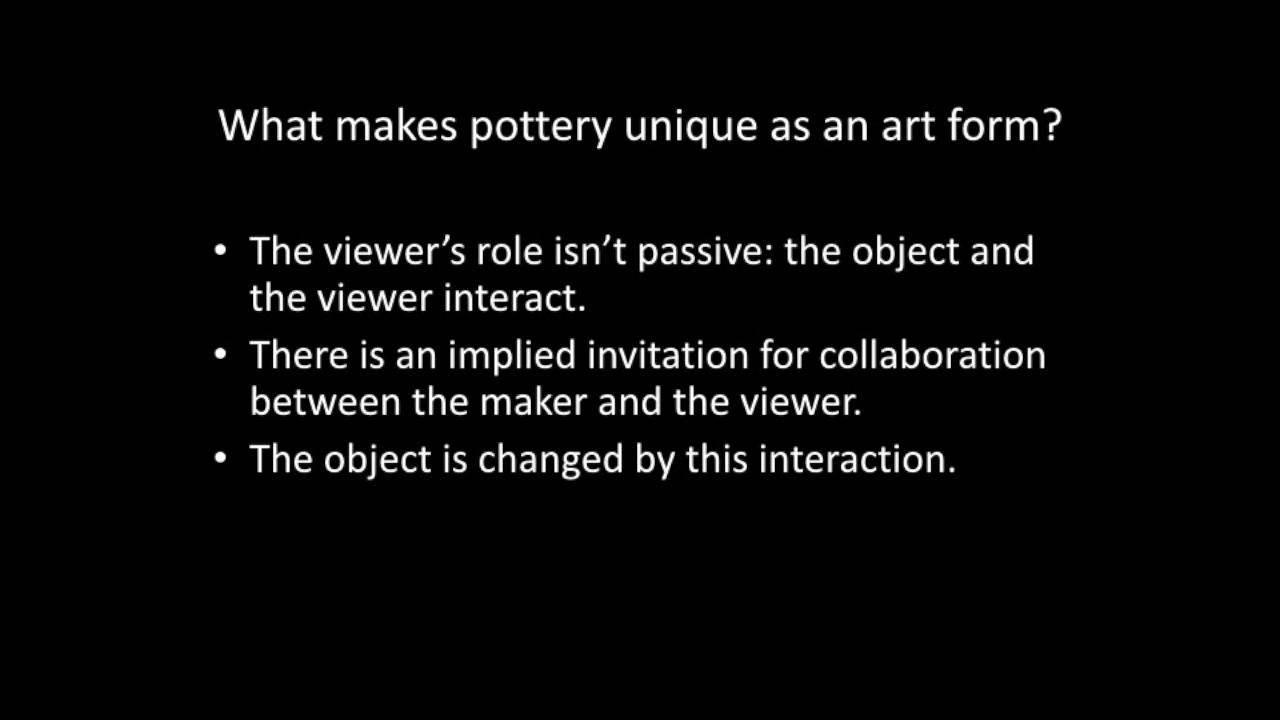 What makes pottery unique as an art form?
• The viewer’s role isn’t passive: the object and
the viewer interact.
• There is an implied invitation for collaboration
between the maker and the viewer.
• The object is changed by this interaction.